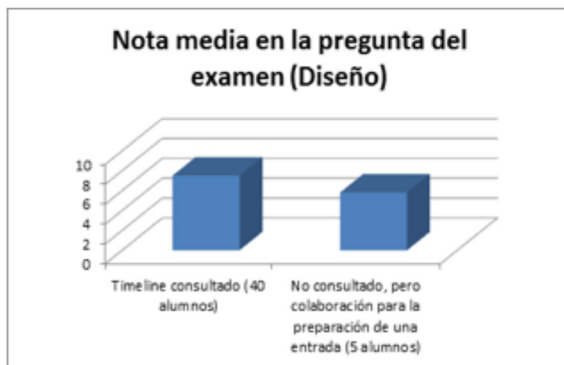 Nota media en la pregunta del
examen (Diseño)
10
8
6
4
2
0
Timeline consultado (40
alumnos)
No consultado, pero
colaboración para la
preparación de una
entrada (5 alumnos)